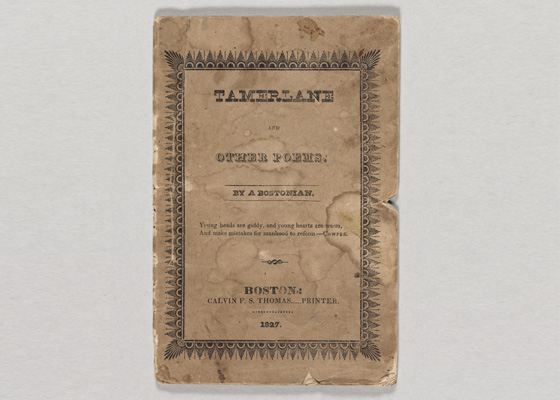 TAMERLANE
AND
OTHER POEMS.
BY A BOSTONIAN.
Young heads are giddy, and young hearts are warm,
And make mistakes for manhood to reform.—COWPER.
BOSTON:
CALVIN F. S. THOMAS....PRINTER.
1827.